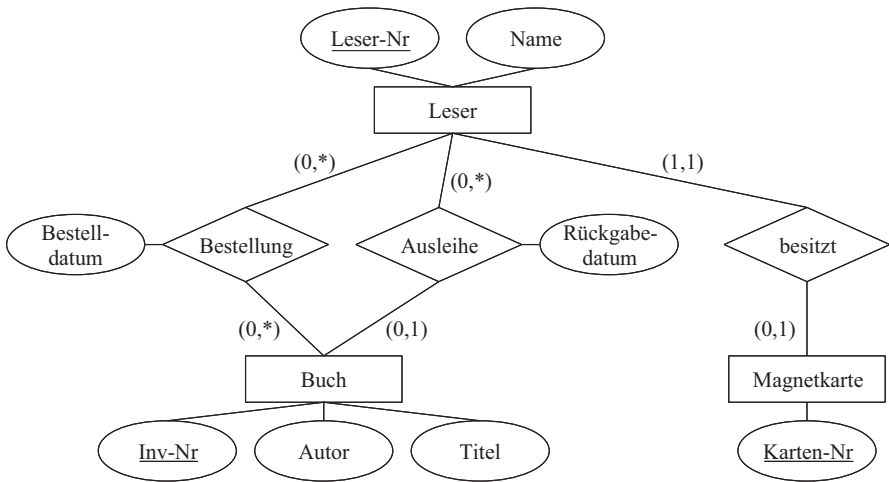 Leser-Nr
Name
Leser
(0,*)
(0,*)
(1,1)
Bestell-
datum
Bestellung
Ausleihe
Rückgabe-
datum
besitzt
(0,*)
(0,1)
(0,1)
Buch
Magnetkarte
Inv-Nr
Autor
Titel
Karten-Nr